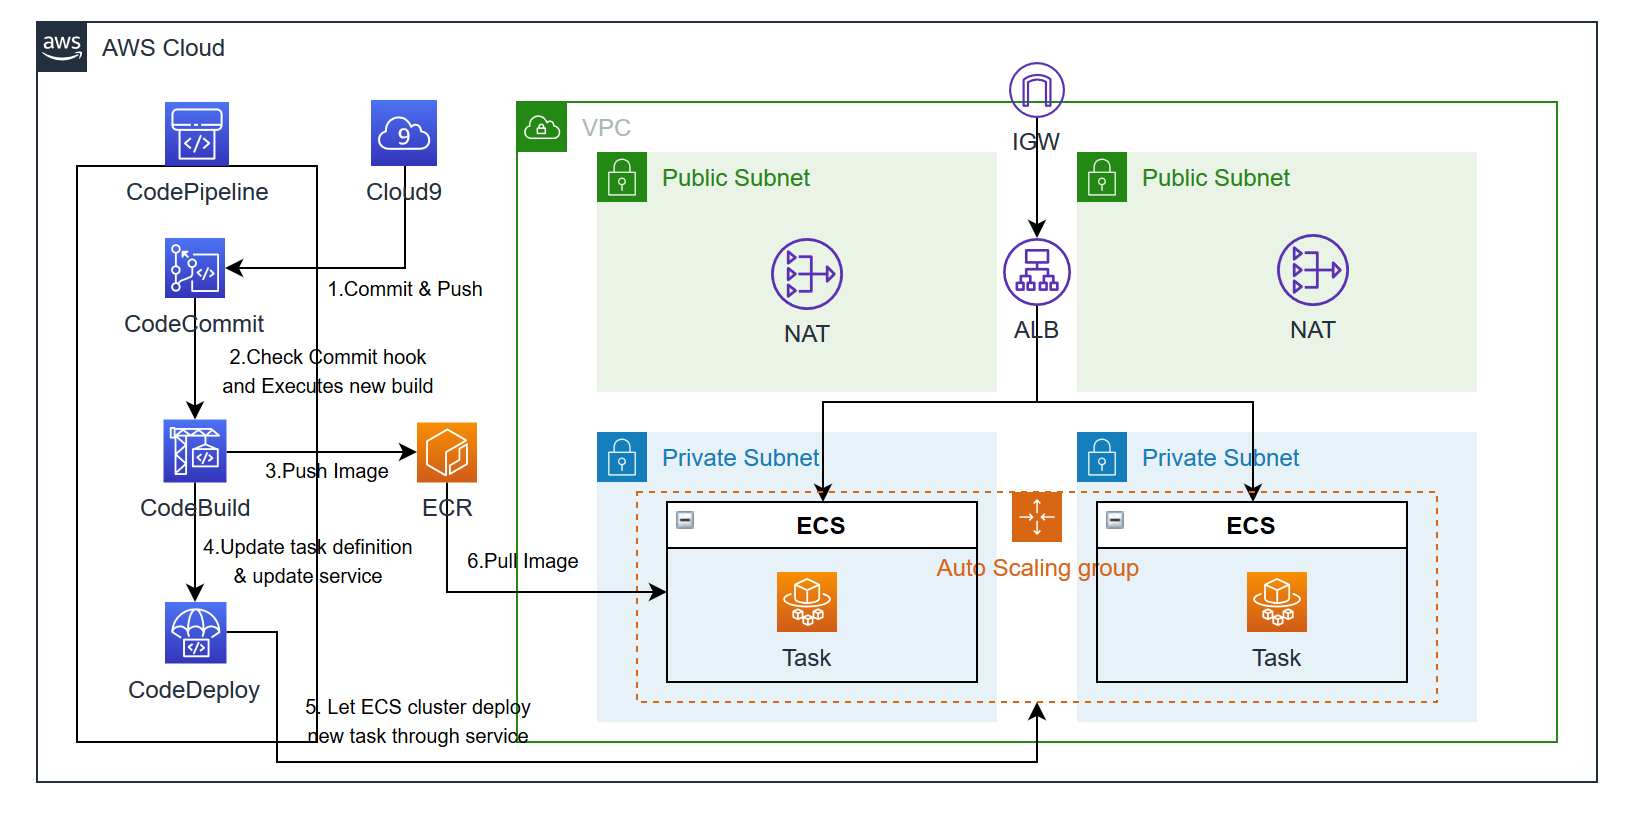 aws
AWS Cloud
CodePipeline
9
Cloud9
CodeCommit
1.Commit & Push
2.Check Commit hook
and Executes new build
CodeBuild
3.Push Image
ECR
4.Update task definition
& update service
CodeDeploy
5. Let ECS cluster deploy
new task through service
6.Pull Image
VPC
IGW
Public Subnet
Public Subnet
NAT
ALB
NAT
Private Subnet
Private Subnet
ECS
ECS
Auto Scaling group
Task
Task